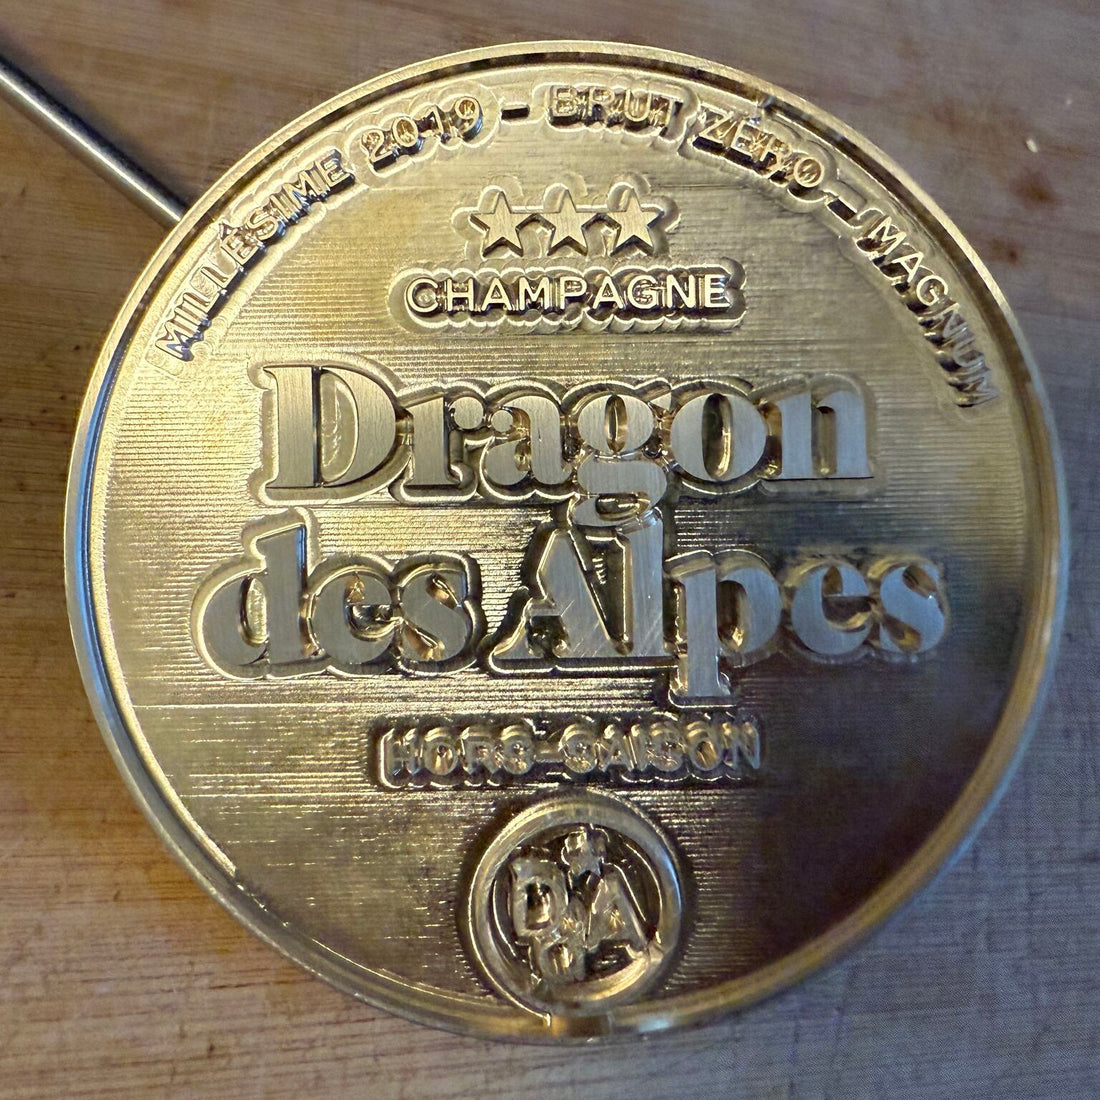 MILLÉSIME 2019 - BRUT ZÉRO - MAGNUM
CHAMPAGNE
Dragon
des Alpes
HORS-SAISON
D A